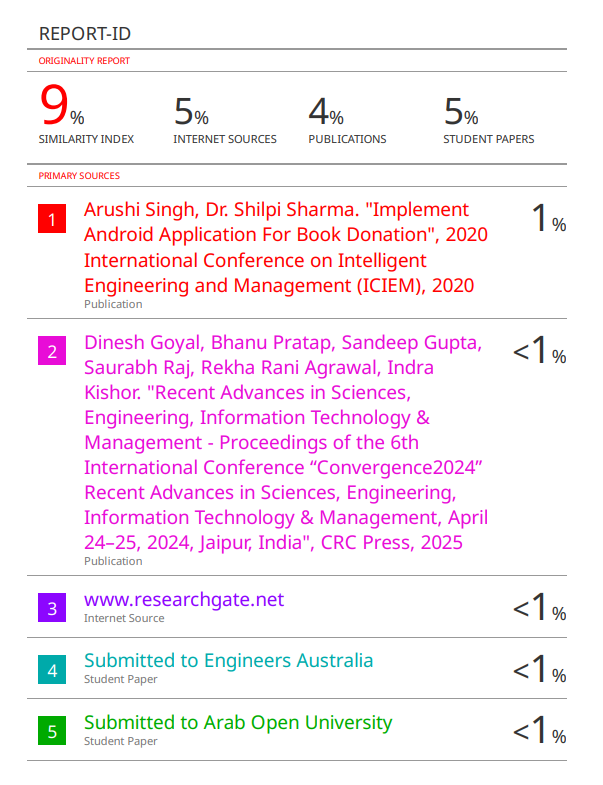 REPORT-ID
ORIGINALITY REPORT
9% 5% 4% 5%
SIMILARITY INDEX INTERNET SOURCES PUBLICATIONS STUDENT PAPERS
PRIMARY SOURCES
1 Arushi Singh, Dr. Shilpi Sharma. "Implement 1%
Android Application For Book Donation", 2020
International Conference on Intelligent
Engineering and Management (ICIEM), 2020
Publication
2 Dinesh Goyal, Bhanu Pratap, Sandeep Gupta, <1%
Saurabh Raj, Rekha Rani Agrawal, Indra
Kishor. "Recent Advances in Sciences,
Engineering, Information Technology &
Management - Proceedings of the 6th
International Conference “Convergence2024”
Recent Advances in Sciences, Engineering,
Information Technology & Management, April
24–25, 2024, Jaipur, India", CRC Press, 2025
Publication
3 www.researchgate.net <1%
Internet Source
4 Submitted to Engineers Australia <1%
Student Paper
5 Submitted to Arab Open University <1%
Student Paper